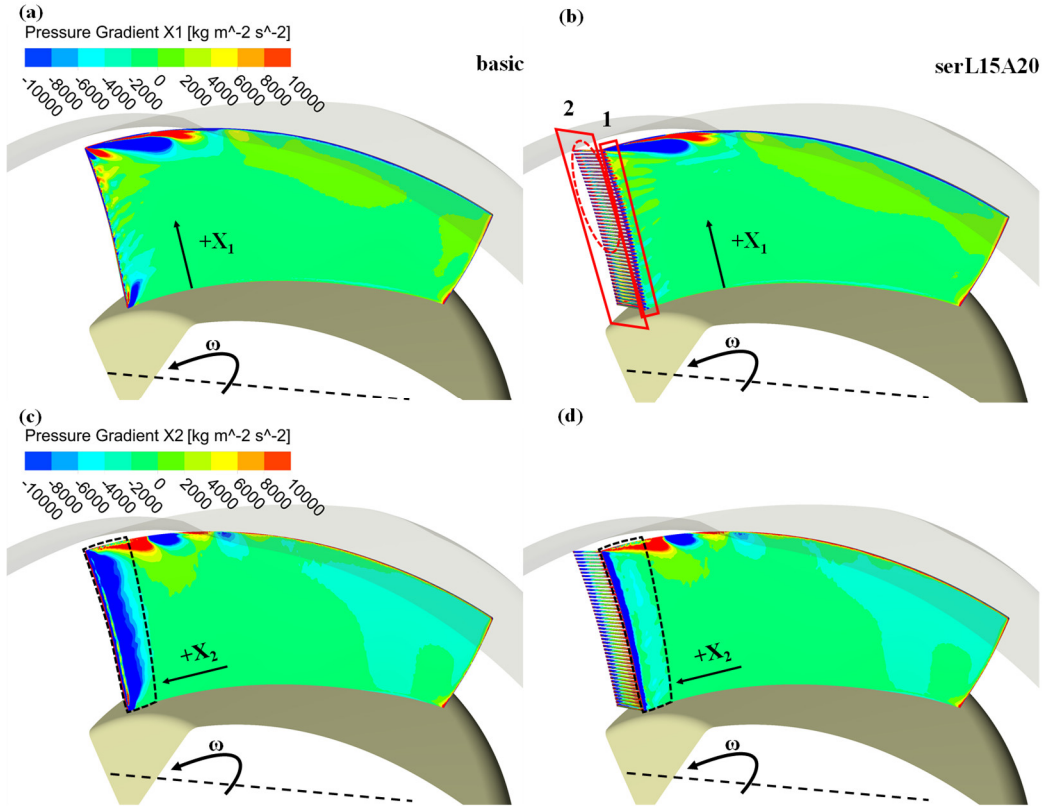 (a)
Pressure Gradient X1 [kg m^-2 s^-2]
-10000
-8000
-6000
-4000
-2000
0
2000
4000
6000
8000
10000
basic
+X1
ω
(b)
serL15A20
2
1
+X1
ω
(c)
Pressure Gradient X2 [kg m^-2 s^-2]
-10000
-8000
-6000
-4000
-2000
0
2000
4000
6000
8000
10000
+X2
ω
(d)
+X2
ω